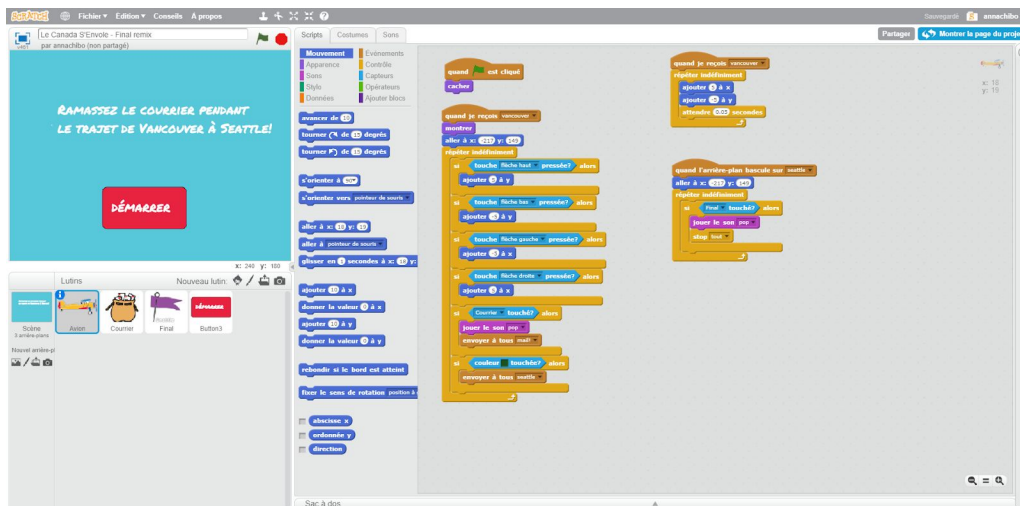 SCRATCH Fichier Edition Conseils A propos
Sauvegardé annachibo
Le Canada S'Envole - Final remix
par annachibo (non partagé)
Scripts Costumes Sons
Partager Montrer la page du proje
RAMASSEZ LE COURRIER PENDANT
LE TRAJET DE VANCOUVER À SEATTLE!
DÉMARRER
x: 240 y: 160
Lutins Nouveau lutin:
Scène
3 arrière-plans
Nouvel arrière-pl
Avion
Courrier
Final
Button3
DÉMARRER
Mouvement Evénements
Apparence Contrôle
Sons Capteurs
Stylo Opérateurs
Données Ajouter blocs
avancer de 10
tourner de 15 degrés
tourner de 15 degrés
s'orienter à 90
s'orienter vers pointeur de souris
aller à x: 18 y: 19
aller à pointeur de souris
glisser en 1 secondes à x: 18 y:
ajouter 10 à x
donner la valeur 0 à x
ajouter 10 à y
donner la valeur 0 à y
rebondir si le bord est atteint
fixer le sens de rotation position à
abscisse x
ordonnée y
direction
quand est cliqué
cacher
quand je reçois vancouver
montrer
aller à x: -217 y: 149
répéter indéfiniment
si touche flèche haut pressée? alors
ajouter 5 à y
si touche flèche bas pressée? alors
ajouter -5 à y
si touche flèche gauche pressée? alors
ajouter -5 à x
si touche flèche droite pressée? alors
ajouter 5 à x
si Courrier touché? alors
jouer le son pop
envoyer à tous mail!
si couleur touchée? alors
envoyer à tous seattle
quand je reçois vancouver
répéter indéfiniment
ajouter 5 à x
ajouter -5 à y
attendre 0.05 secondes
x: 18
y: 19
quand l'arrière-plan bascule sur seattle
aller à x: -217 y: 149
répéter indéfiniment
si Final touché? alors
jouer le son pop
stop tout
Sac à dos